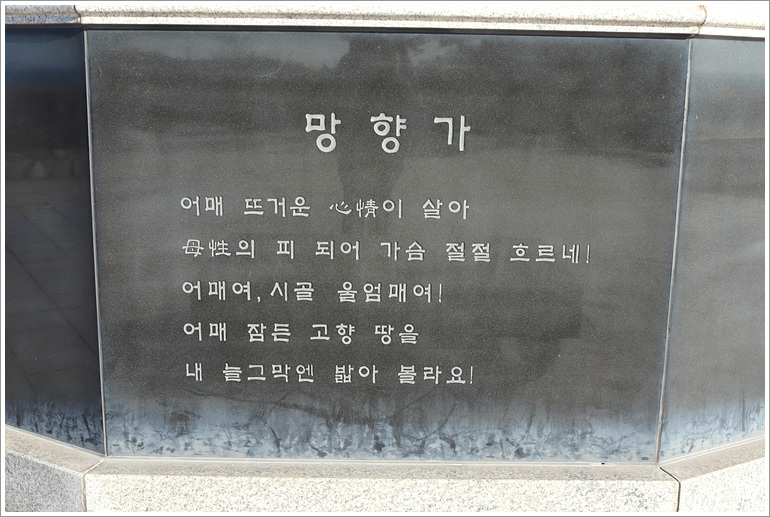 망향가
어매 뜨거운 心情이 살아
母性의 피 되어 가슴 절절 흐르네!
어매여, 시골 울엄매여!
어매 잠든 고향 땅을
내 늘그막엔 밟아 볼라요!